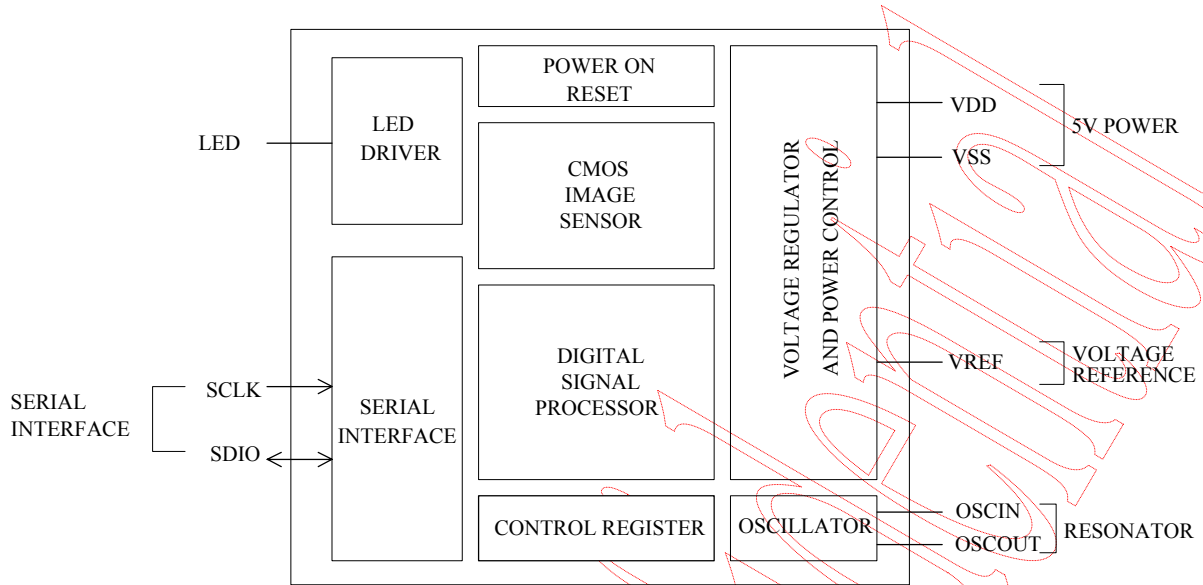 POWER ON
RESET
LED
DRIVER
LED
CMOS
IMAGE
SENSOR
VOLTAGE REGULATOR
AND POWER CONTROL
VDD
VSS
5V POWER
DIGITAL
SIGNAL
PROCESSOR
VREF
VOLTAGE
REFERENCE
SERIAL
INTERFACE
SCLK
SDIO
SERIAL
INTERFACE
CONTROL REGISTER
OSCILLATOR
OSCIN
OSCOUT
RESONATOR